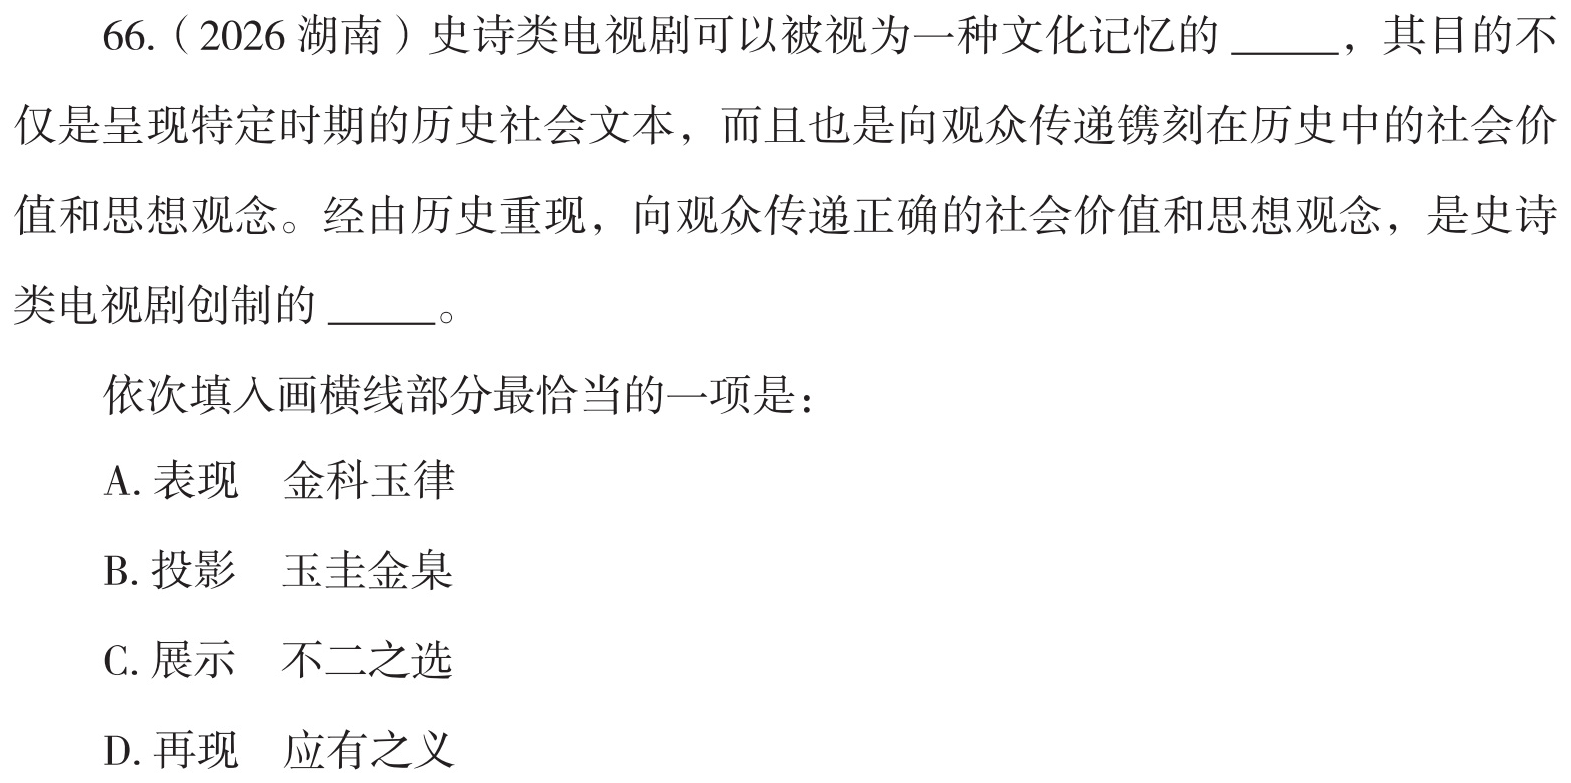 66.（2026 湖南）史诗类电视剧可以被视为一种文化记忆的 _____，其目的不
仅是呈现特定时期的历史社会文本，而且也是向观众传递镌刻在历史中的社会价
值和思想观念。经由历史重现，向观众传递正确的社会价值和思想观念，是史诗
类电视剧创制的 _____。
依次填入画横线部分最恰当的一项是：
A. 表现　金科玉律
B. 投影　玉圭金臬
C. 展示　不二之选
D. 再现　应有之义